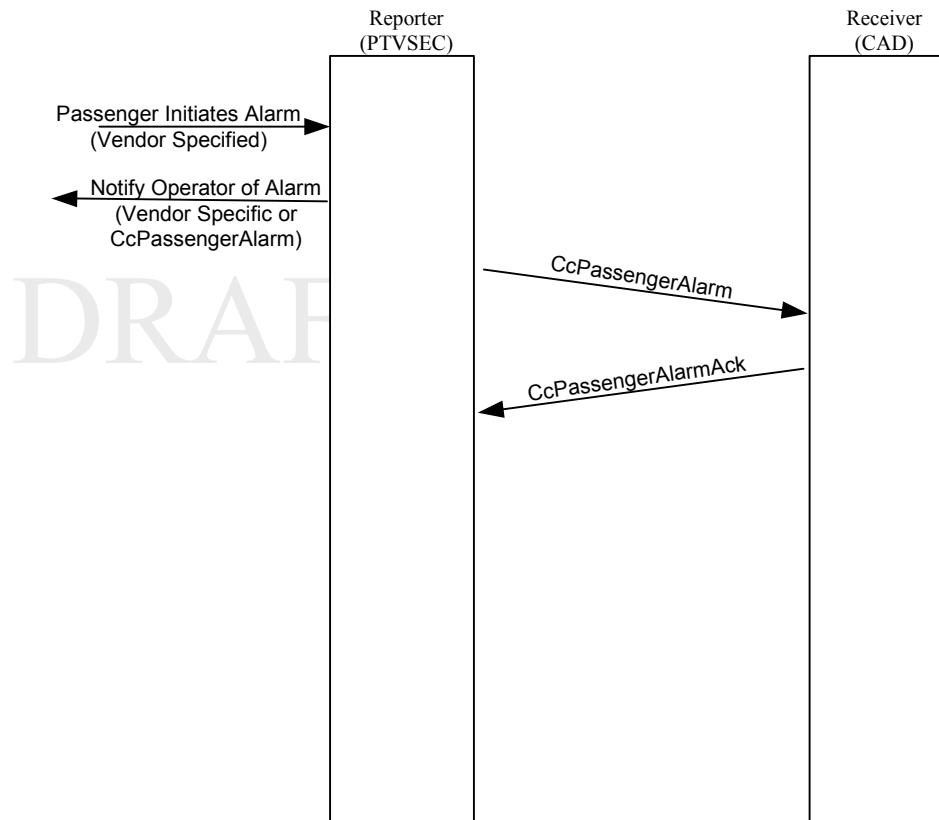 Reporter
(PTVSEC)
Receiver
(CAD)
Passenger Initiates Alarm
(Vendor Specified)
Notify Operator of Alarm
(Vendor Specific or
CcPassengerAlarm)
CcPassengerAlarm
DRAF
CcPassengerAlarmAck